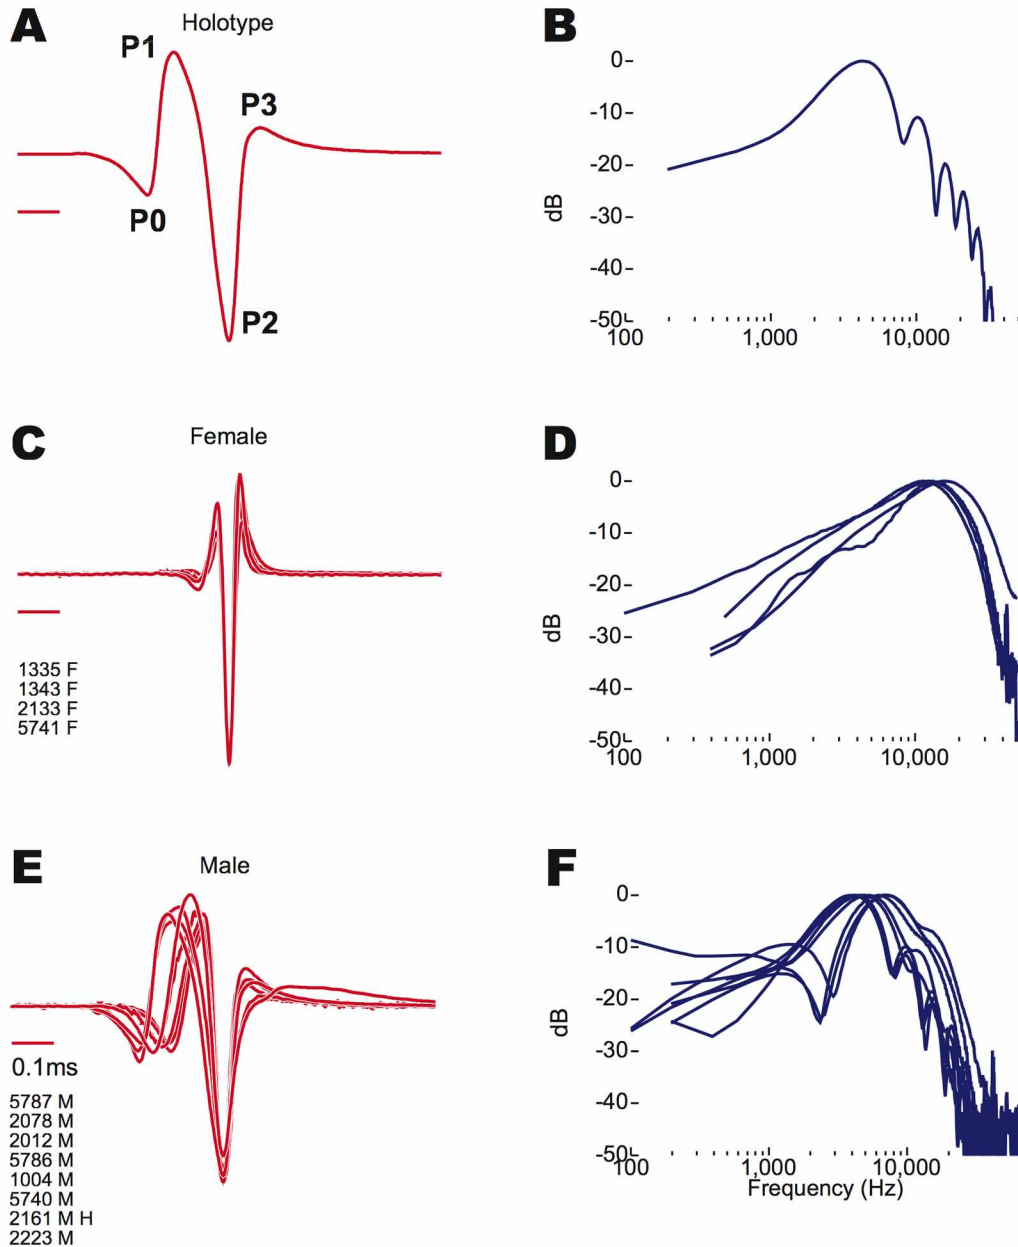 A
Holotype
P1
P3
P0
P2
B
0-
-10-
-20-
-30-
-40-
-50-
dB
100
1,000
10,000
C
Female
1335 F
1343 F
2133 F
5741 F
D
0-
-10-
-20-
-30-
-40-
-50-
dB
100
1,000
10,000
E
Male
0.1ms
5787 M
2078 M
2012 M
5786 M
1004 M
5740 M
2161 M H
2223 M
F
0-
-10-
-20-
-30-
-40-
-50-
dB
100
1,000
10,000
Frequency (Hz)